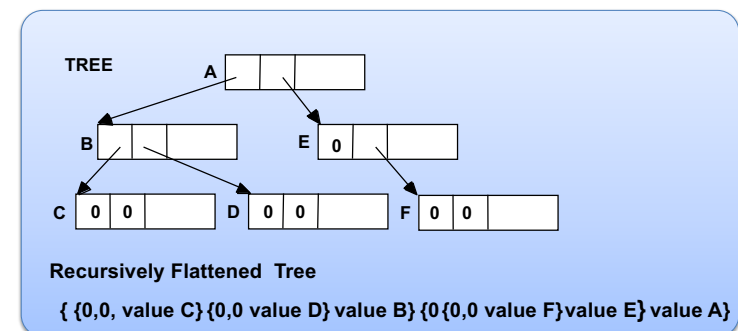 TREE
A
B
E 0
C 0 0
D 0 0
F 0 0
Recursively Flattened Tree
{ {0,0, value C} {0,0 value D} value B} {0{0,0 value F}value E} value A}